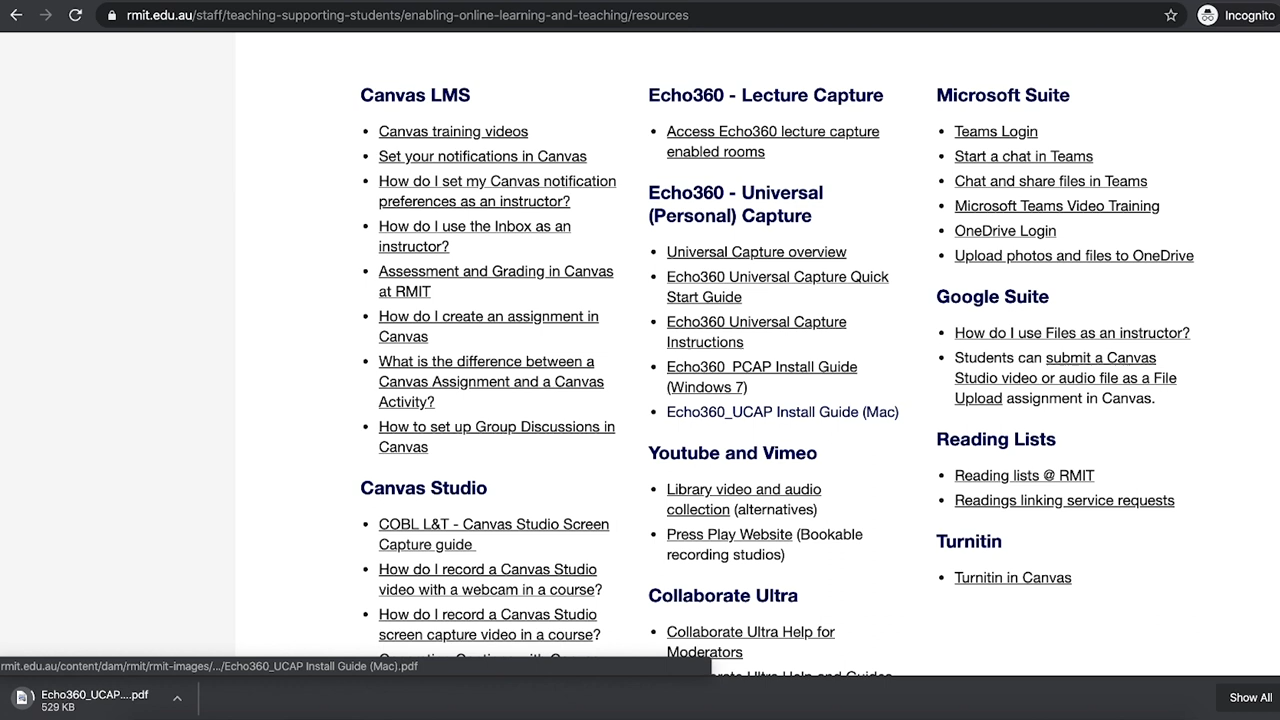 rmit.edu.au/staff/teaching-supporting-students/enabling-online-learning-and-teaching/resources
Incognito
Canvas LMS
• Canvas training videos
• Set your notifications in Canvas
• How do I set my Canvas notification
preferences as an instructor?
• How do I use the Inbox as an
instructor?
• Assessment and Grading in Canvas
at RMIT
• How do I create an assignment in
Canvas
• What is the difference between a
Canvas Assignment and a Canvas
Activity?
• How to set up Group Discussions in
Canvas
Canvas Studio
• COBL L&T - Canvas Studio Screen
Capture guide
• How do I record a Canvas Studio
video with a webcam in a course?
• How do I record a Canvas Studio
screen capture video in a course?
Echo360 - Lecture Capture
• Access Echo360 lecture capture
enabled rooms
Echo360 - Universal
(Personal) Capture
• Universal Capture overview
• Echo360 Universal Capture Quick
Start Guide
• Echo360 Universal Capture
Instructions
• Echo360_PCAP Install Guide
(Windows 7)
• Echo360_UCAP Install Guide (Mac)
Youtube and Vimeo
• Library video and audio
collection (alternatives)
• Press Play Website (Bookable
recording studios)
Collaborate Ultra
• Collaborate Ultra Help for
Moderators
Ultra Help and Guides
Microsoft Suite
• Teams Login
• Start a chat in Teams
• Chat and share files in Teams
• Microsoft Teams Video Training
• OneDrive Login
• Upload photos and files to OneDrive
Google Suite
• How do I use Files as an instructor?
• Students can submit a Canvas
Studio video or audio file as a File
Upload assignment in Canvas.
Reading Lists
• Reading lists @ RMIT
• Readings linking service requests
Turnitin
• Turnitin in Canvas
rmit.edu.au/content/dam/rmit/rmit-images/.../Echo360_UCAP Install Guide (Mac).pdf
Echo360_UCAP....pdf
529 KB
Show All